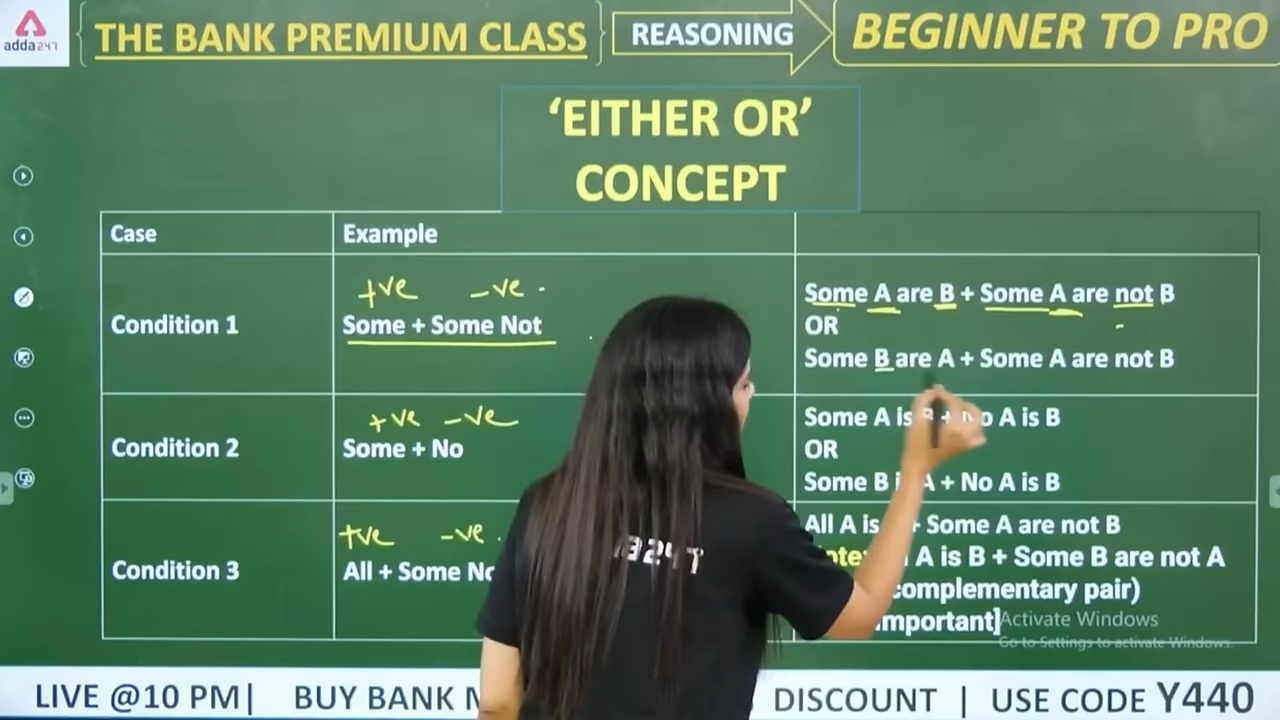 adda247
THE BANK PREMIUM CLASS
REASONING
BEGINNER TO PRO
'EITHER OR'
CONCEPT
Case
Example
+ve -ve
Condition 1
Some + Some Not
Some A are B + Some A are not B
OR
Some B are A + Some A are not B
+ve -ve
Condition 2
Some + No
Some A is B + No A is B
OR
Some B is A + No A is B
+ve -ve
Condition 3
All + Some
All A is + Some A are not B
A is B + Some B are not A
complementary pair)
important]
Activate Windows
Go to Settings to activate Windows.
LIVE @10 PM| BUY BANK DISCOUNT | USE CODE Y440